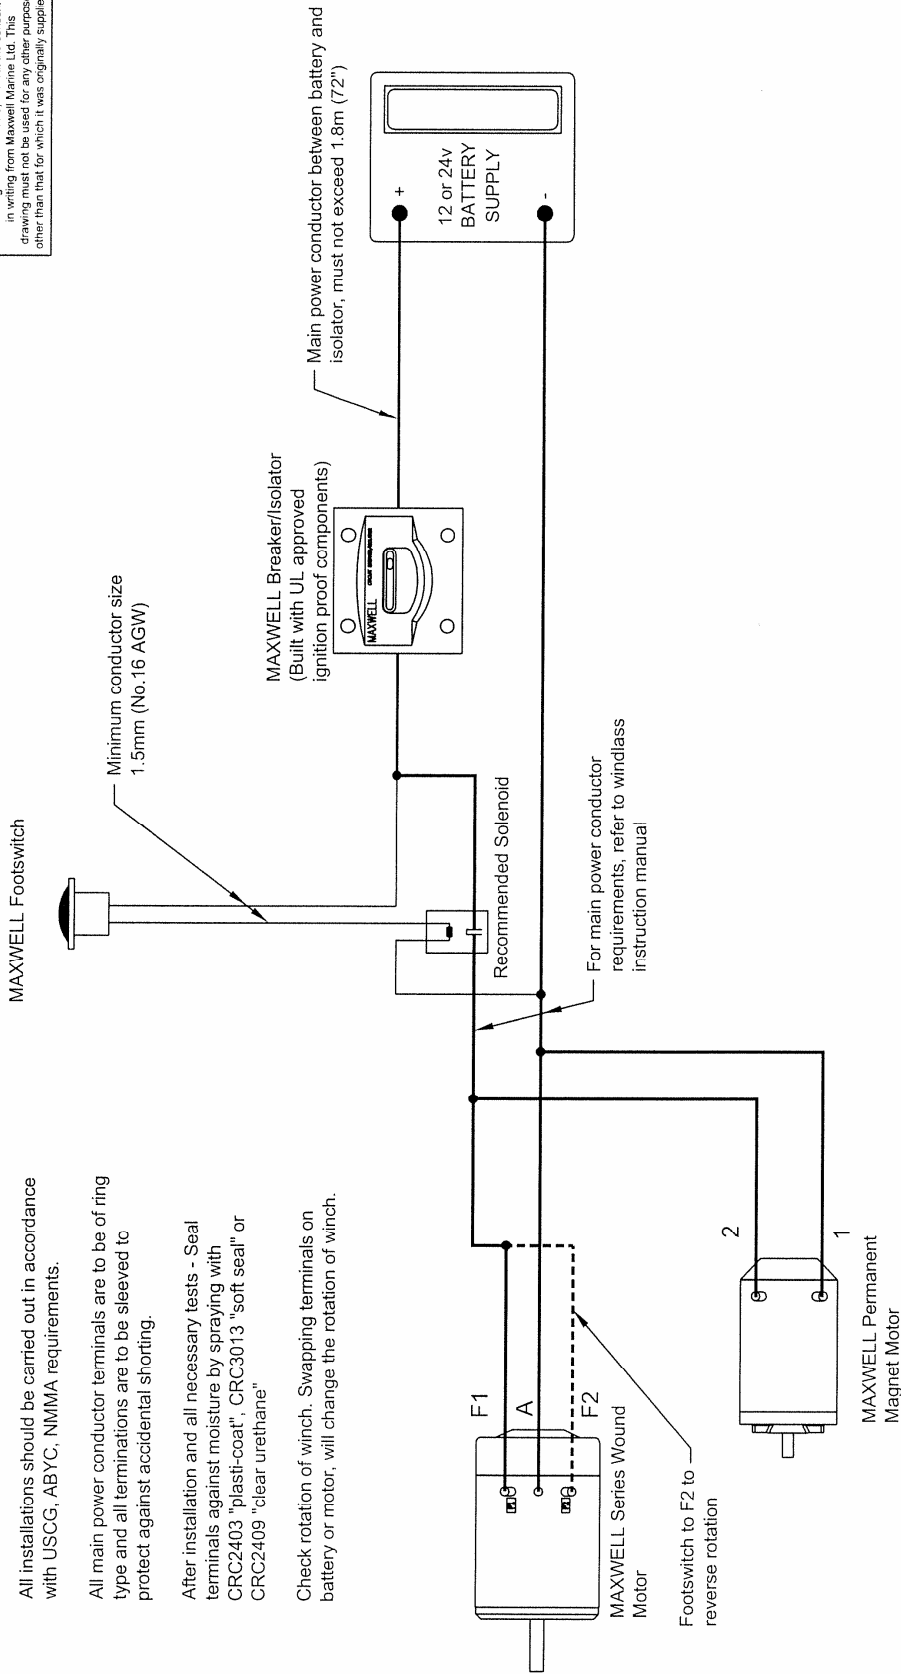 in writing from Maxwell Marine Ltd. This
drawing must not be used for any other purpose
other than that for which it was originally supplie
All installations should be carried out in accordance
with USCG, ABYC, NMMA requirements.
All main power conductor terminals are to be of ring
type and all terminations are to be sleeved to
protect against accidental shorting.
After installation and all necessary tests - Seal
terminals against moisture by spraying with
CRC2403 "plasti-coat", CRC3013 "soft seal" or
CRC2409 "clear urethane"
Check rotation of winch. Swapping terminals on
battery or motor, will change the rotation of winch.
MAXWELL Footswitch
Minimum conductor size
1.5mm (No.16 AGW)
MAXWELL Breaker/Isolator
(Built with UL approved
ignition proof components)
MAXWELL
Main power conductor between battery and
isolator, must not exceed 1.8m (72")
+
12 or 24v
BATTERY
SUPPLY
-
Recommended Solenoid
For main power conductor
requirements, refer to windlass
instruction manual
F1
A
F2
MAXWELL Series Wound
Motor
Footswitch to F2 to
reverse rotation
2
1
MAXWELL Permanent
Magnet Motor